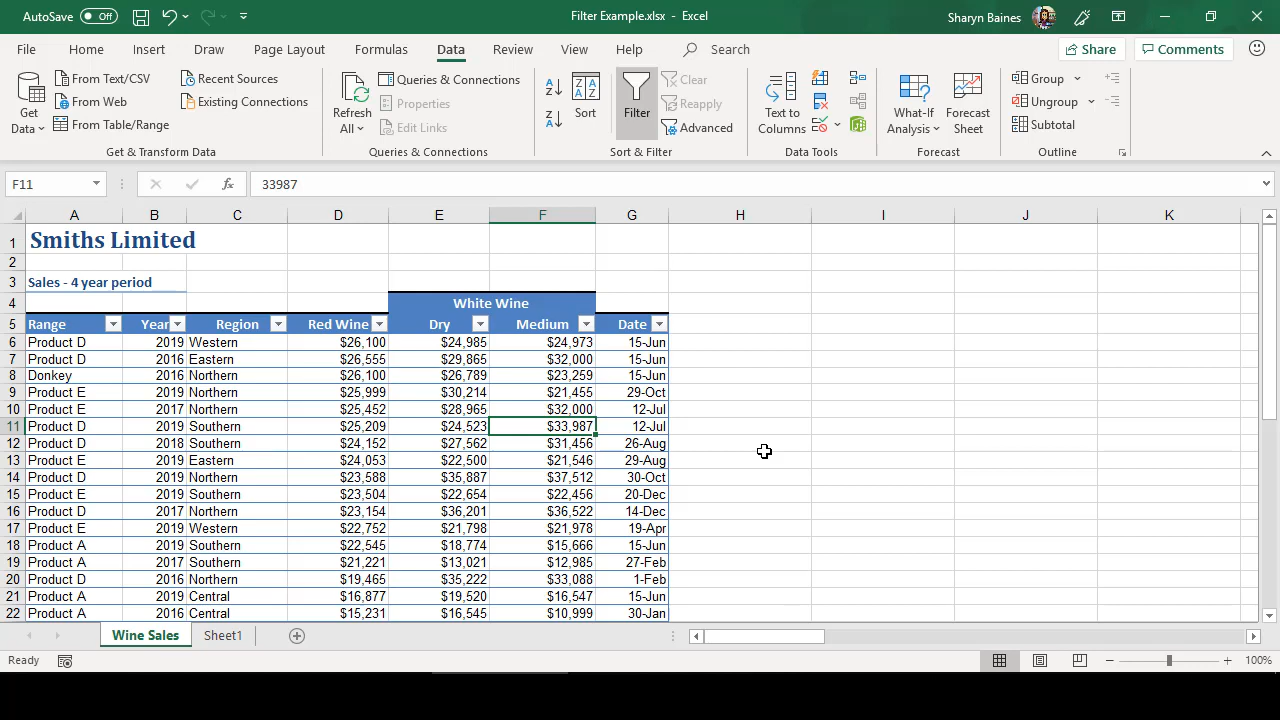 AutoSave Off Filter Example.xlsx - Excel Sharyn Baines
File Home Insert Draw Page Layout Formulas Data Review View Help Search Share Comments
Get Data
From Text/CSV
From Web
From Table/Range
Recent Sources
Existing Connections
Get & Transform Data
Refresh All
Queries & Connections
Properties
Edit Links
Queries & Connections
Sort
Filter
Clear
Reapply
Advanced
Sort & Filter
Text to Columns
Data Tools
What-If Analysis
Forecast Sheet
Forecast
Group
Ungroup
Subtotal
Outline
F11 fx 33987
A B C D E F G H I J K
1 Smiths Limited
2
3 Sales - 4 year period
4 White Wine
5 Range Year Region Red Wine Dry Medium Date
6 Product D 2019 Western $26,100 $24,985 $24,973 15-Jun
7 Product D 2016 Eastern $26,555 $29,865 $32,000 15-Jun
8 Donkey 2016 Northern $26,100 $26,789 $23,259 15-Jun
9 Product E 2019 Northern $25,999 $30,214 $21,455 29-Oct
10 Product E 2017 Northern $25,452 $28,965 $32,000 12-Jul
11 Product D 2019 Southern $25,209 $24,523 $33,987 12-Jul
12 Product D 2018 Southern $24,152 $27,562 $31,456 26-Aug
13 Product E 2019 Eastern $24,053 $22,500 $21,546 29-Aug
14 Product D 2019 Northern $23,588 $35,887 $37,512 30-Oct
15 Product E 2019 Southern $23,504 $22,654 $22,456 20-Dec
16 Product D 2017 Northern $23,154 $36,201 $36,522 14-Dec
17 Product E 2019 Western $22,752 $21,798 $21,978 19-Apr
18 Product A 2019 Southern $22,545 $18,774 $15,666 15-Jun
19 Product A 2017 Southern $21,221 $13,021 $12,985 27-Feb
20 Product D 2016 Northern $19,465 $35,222 $33,088 1-Feb
21 Product A 2019 Central $16,877 $19,520 $16,547 15-Jun
22 Product A 2016 Central $15,231 $16,545 $10,999 30-Jan
Wine Sales Sheet1
Ready 100%